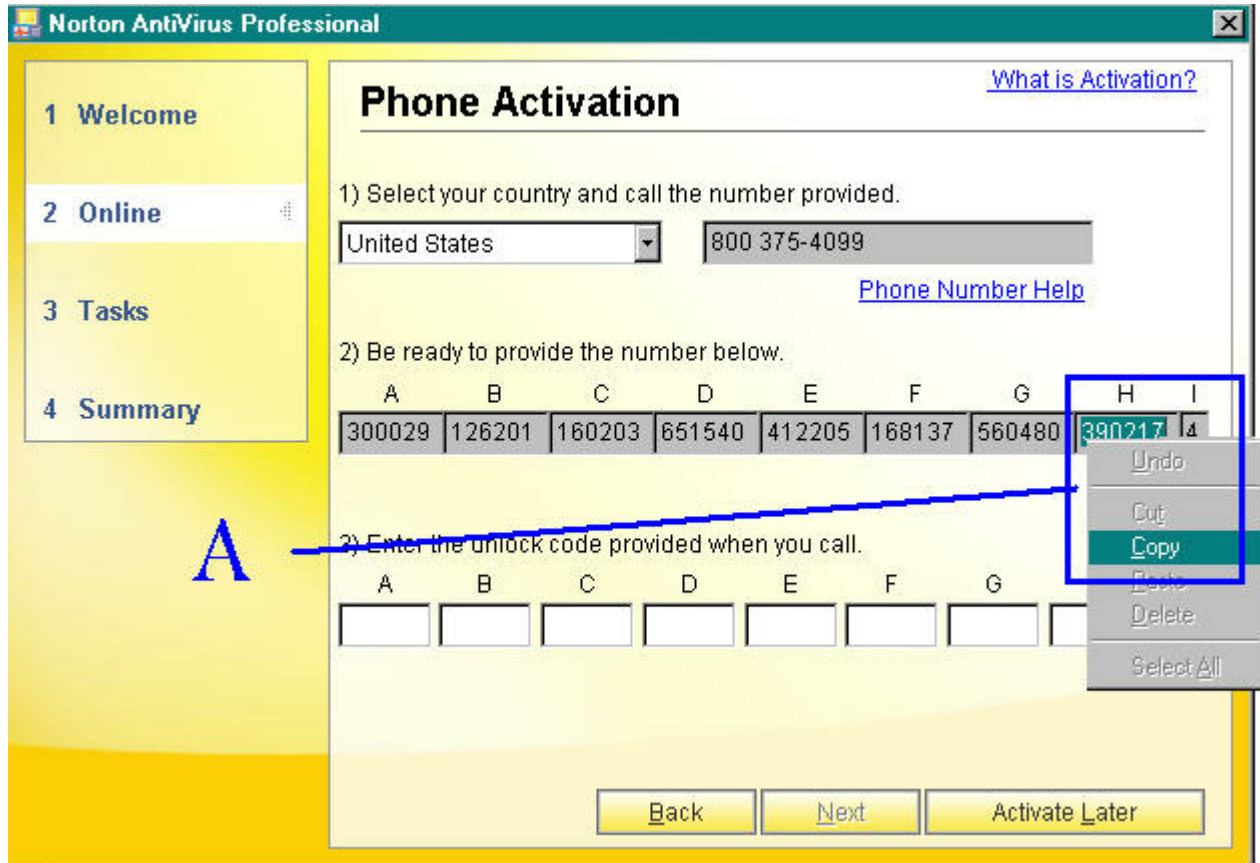 Norton AntiVirus Professional
What is Activation?
Phone Activation
1 Welcome
2 Online
3 Tasks
4 Summary
1) Select your country and call the number provided.
United States 800 375-4099
Phone Number Help
2) Be ready to provide the number below.
A B C D E F G H I
300029 126201 160203 651540 412205 168137 560480 390217 4
Undo
Cut
Copy
Paste
Delete
Select All
A
3) Enter the unlock code provided when you call.
A B C D E F G
Back Next Activate Later